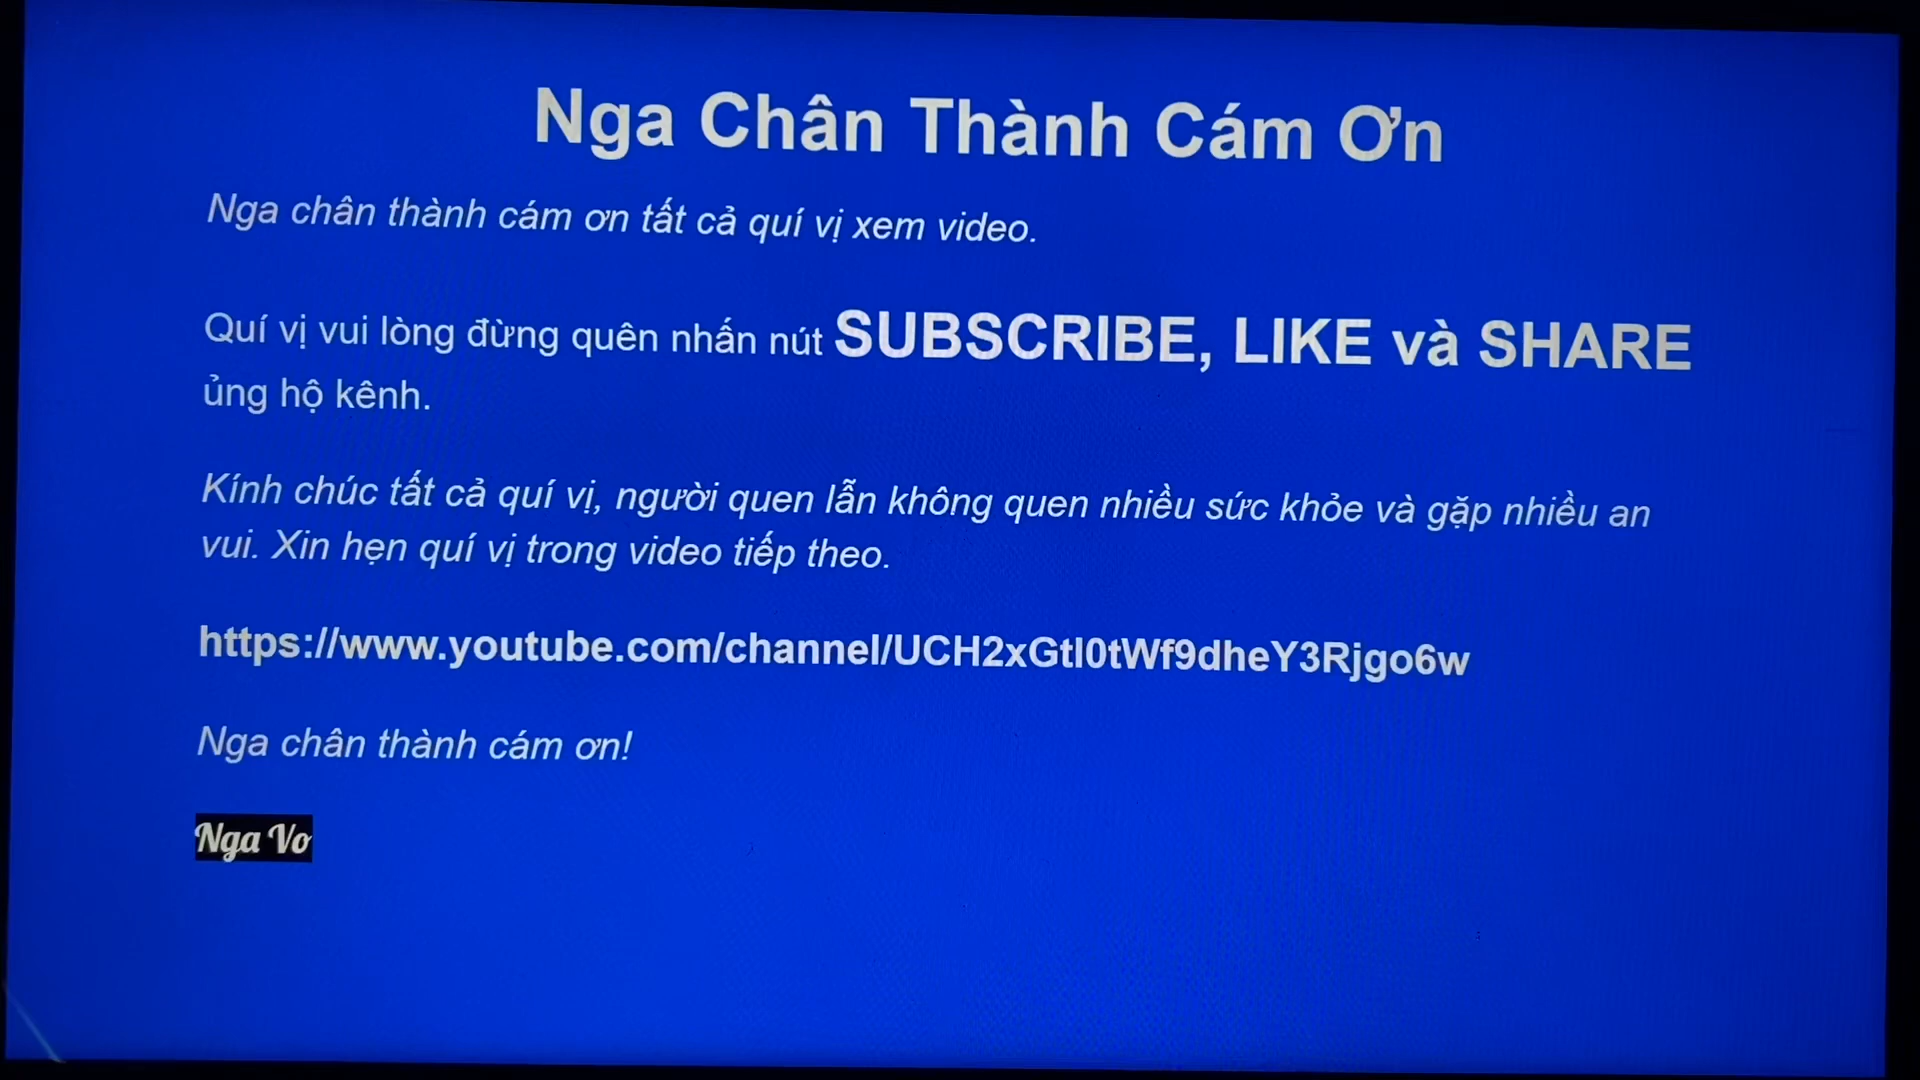 Nga Chân Thành Cám Ơn
Nga chân thành cám ơn tất cả quí vị xem video.
Quí vị vui lòng đừng quên nhấn nút SUBSCRIBE, LIKE và SHARE
ủng hộ kênh.
Kính chúc tất cả quí vị, người quen lẫn không quen nhiều sức khỏe và gặp nhiều an
vui. Xin hẹn quí vị trong video tiếp theo.
https://www.youtube.com/channel/UCH2xGtI0tWf9dheY3Rjgo6w
Nga chân thành cám ơn!
Nga Vo